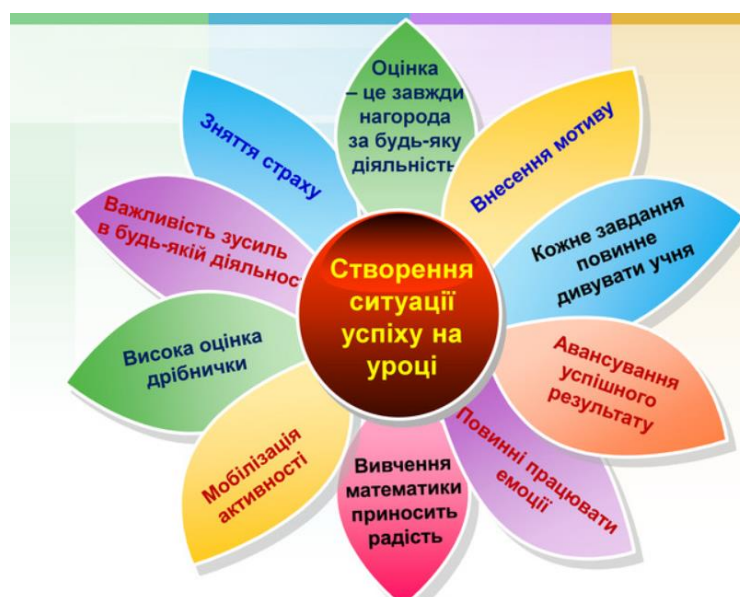 Оцінка
– це завжди
нагорода
за будь-яку
діяльність
Внесення мотиву
Кожне завдання
повинне
дивувати учня
Авансування
успішного
результату
Повинні працювати
емоції
Вивчення
математики
приносить
радість
Мобілізація
активності
Висока оцінка
дрібнички
Важливість зусиль
в будь-якій діяльност
Зняття страху
Створення
ситуації
успіху на
уроці